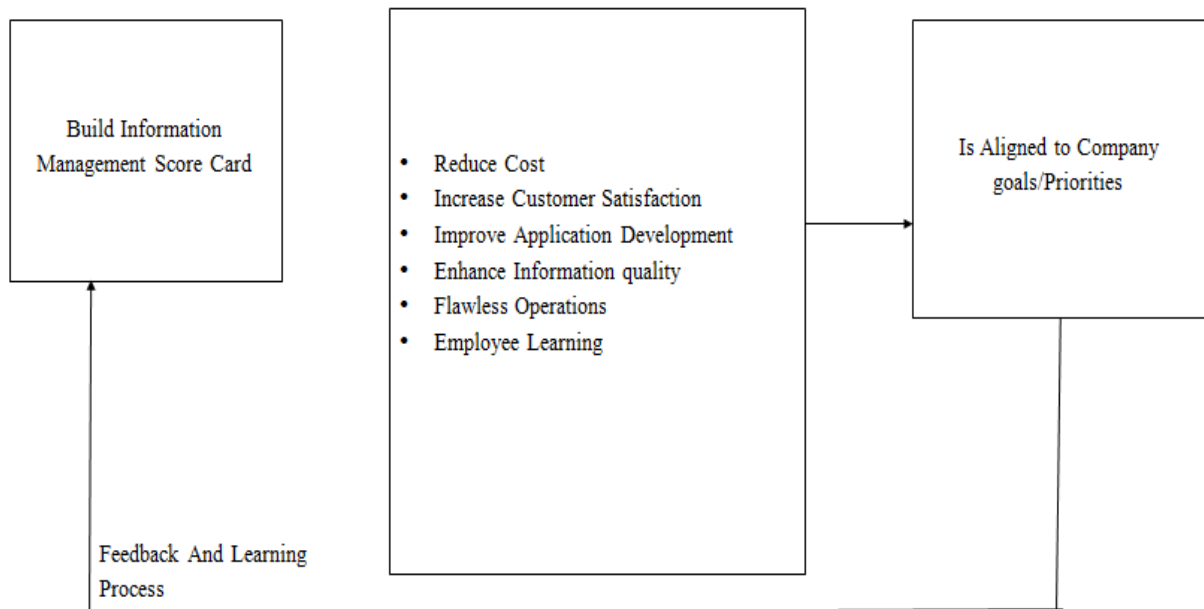 Build Information
Management Score Card
• Reduce Cost
• Increase Customer Satisfaction
• Improve Application Development
• Enhance Information quality
• Flawless Operations
• Employee Learning
Is Aligned to Company
goals/Priorities
Feedback And Learning
Process